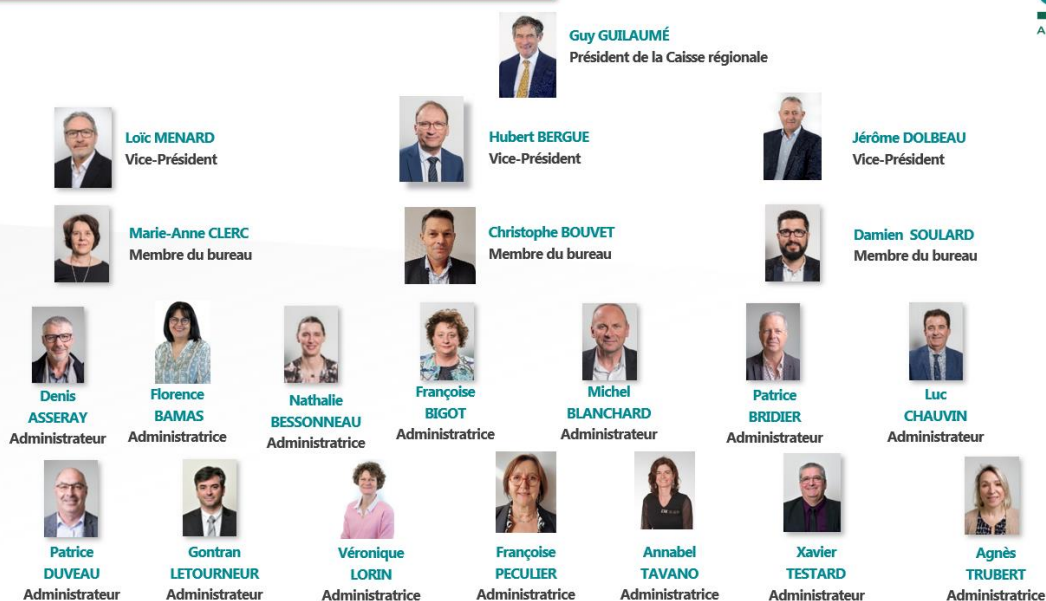 Guy GUILAUMÉ
Président de la Caisse régionale
Loïc MENARD
Vice-Président
Hubert BERGUE
Vice-Président
Jérôme DOLBEAU
Vice-Président
Marie-Anne CLERC
Membre du bureau
Christophe BOUVET
Membre du bureau
Damien SOULARD
Membre du bureau
Denis
ASSERAY
Administrateur
Florence
BAMAS
Administratrice
Nathalie
BESSONNEAU
Administratrice
Françoise
BIGOT
Administratrice
Michel
BLANCHARD
Administrateur
Patrice
BRIDIER
Administrateur
Luc
CHAUVIN
Administrateur
Patrice
DUVEAU
Administrateur
Gontran
LETOURNEUR
Administrateur
Véronique
LORIN
Administratrice
Françoise
PECULIER
Administratrice
Annabel
TAVANO
Administratrice
Xavier
TESTARD
Administrateur
Agnès
TRUBERT
Administratrice